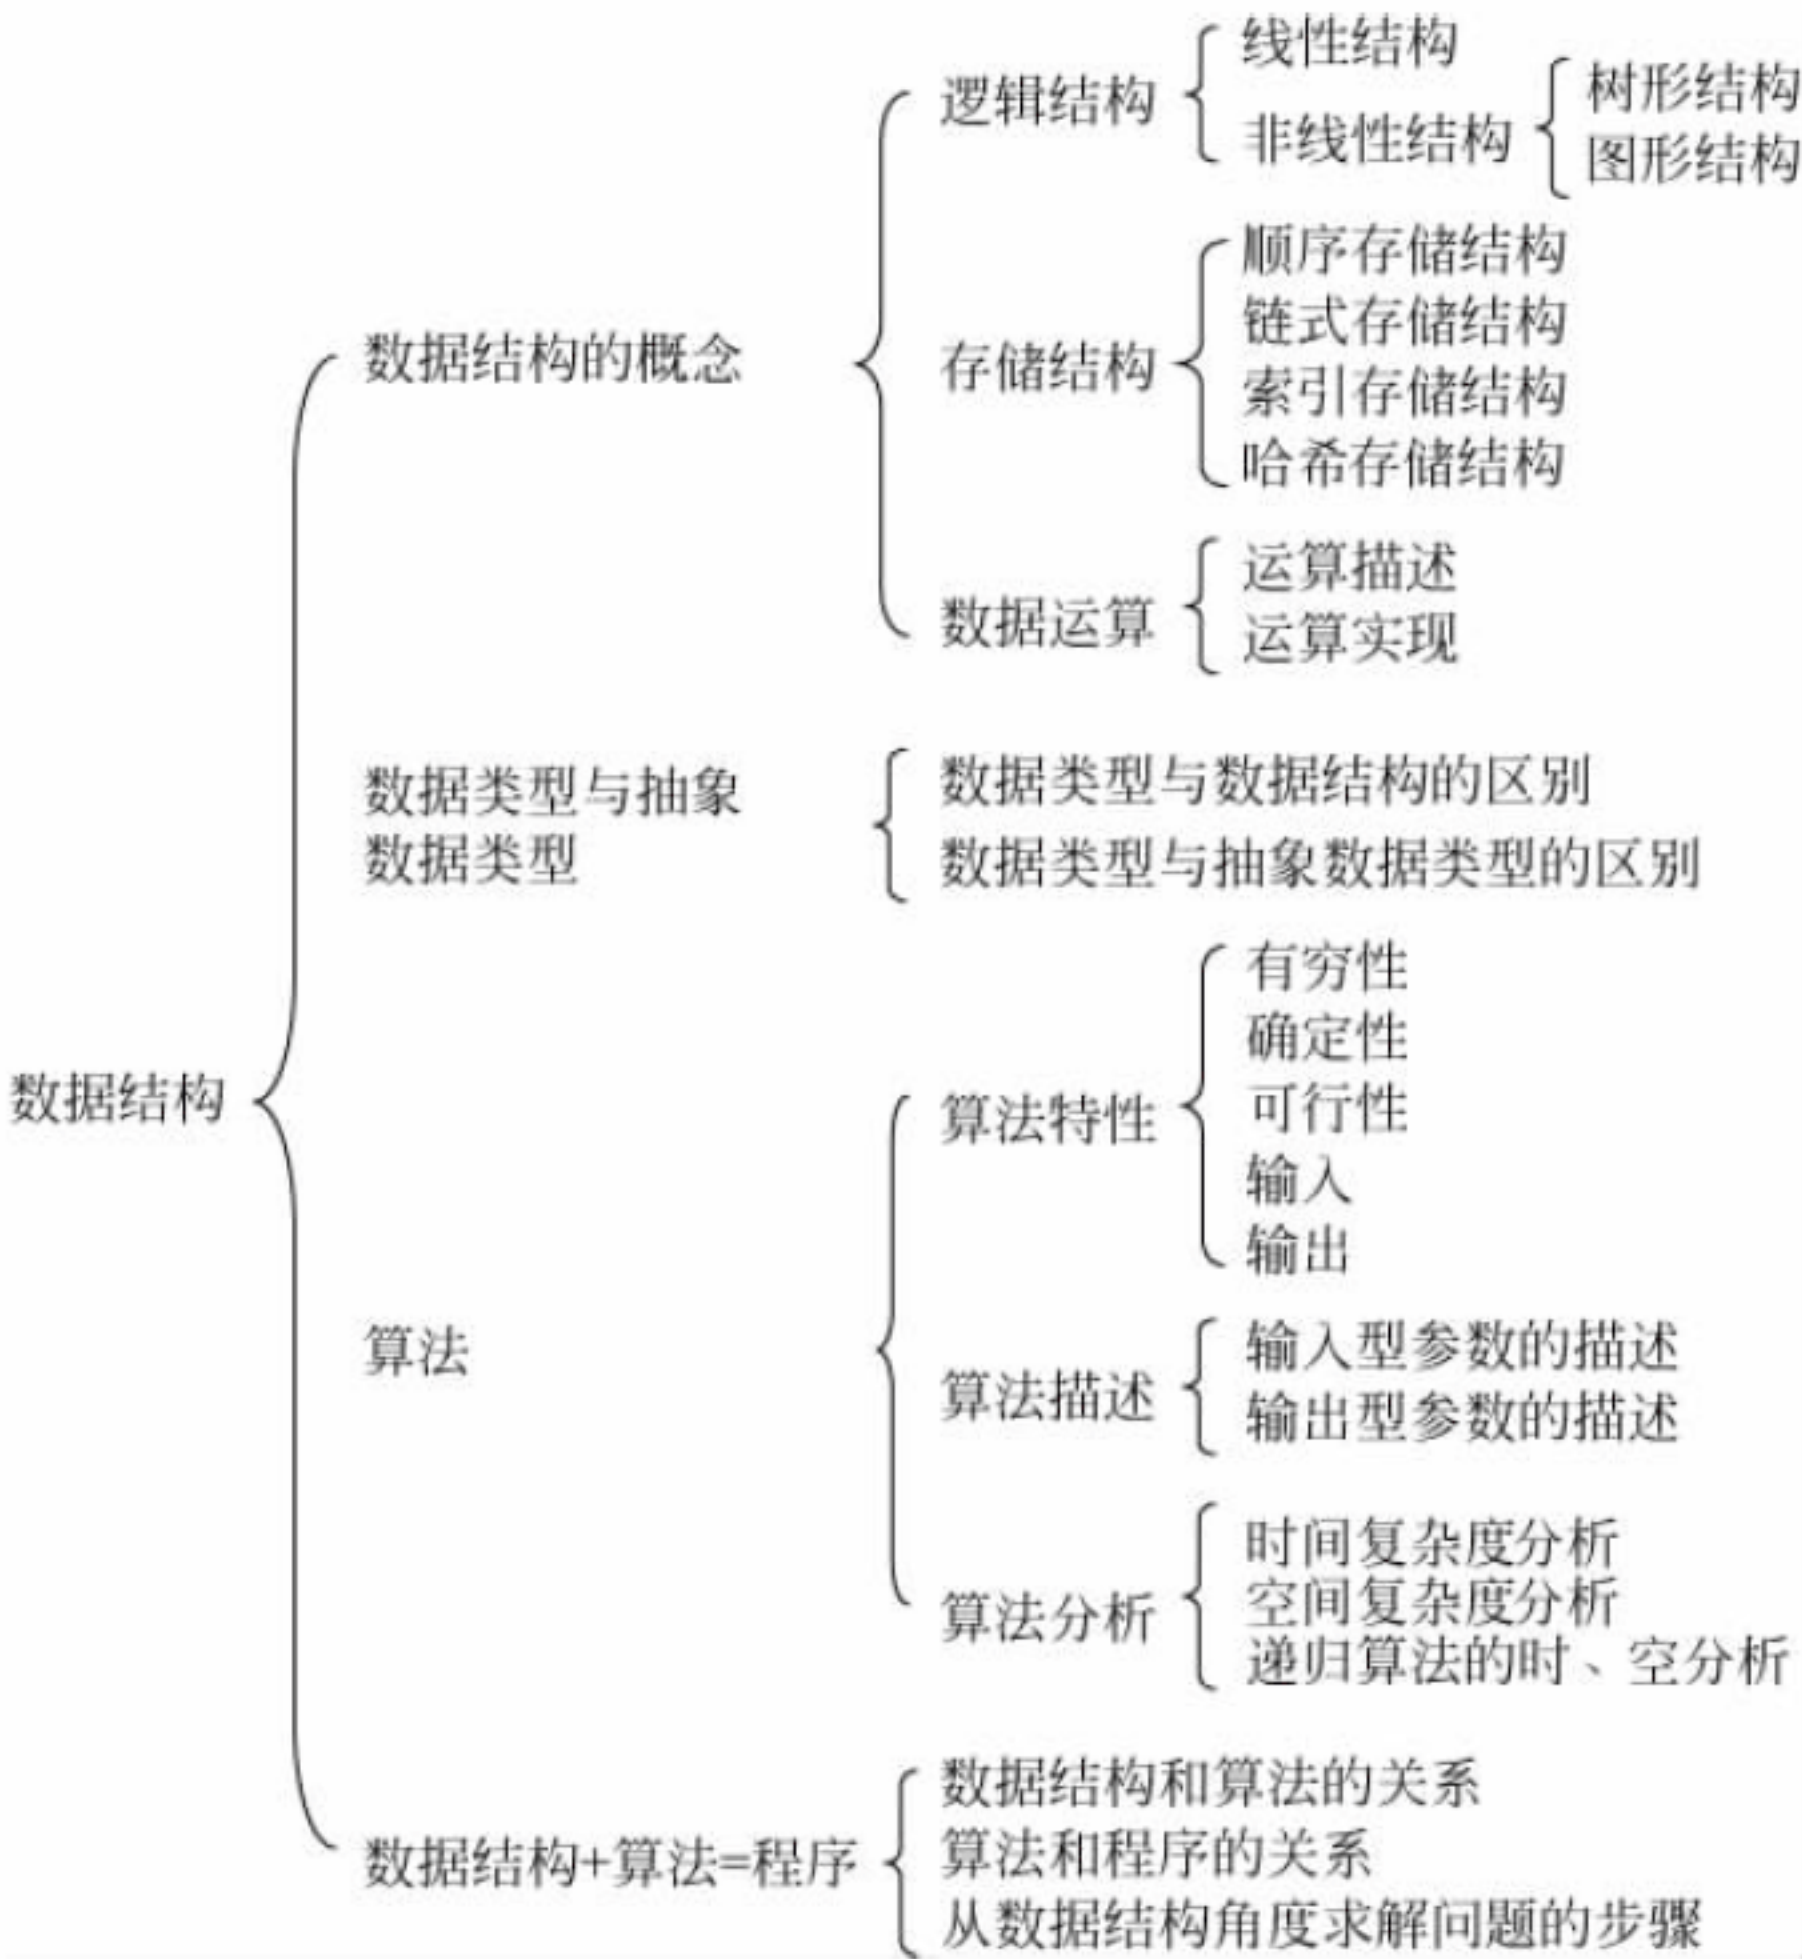 数据结构
数据结构的概念
逻辑结构
线性结构
非线性结构
树形结构
图形结构
存储结构
顺序存储结构
链式存储结构
索引存储结构
哈希存储结构
数据运算
运算描述
运算实现
数据类型与抽象
数据类型
数据类型与数据结构的区别
数据类型与抽象数据类型的区别
算法
算法特性
有穷性
确定性
可行性
输入
输出
算法描述
输入型参数的描述
输出型参数的描述
算法分析
时间复杂度分析
空间复杂度分析
递归算法的时、空分析
数据结构+算法=程序
数据结构和算法的关系
算法和程序的关系
从数据结构角度求解问题的步骤